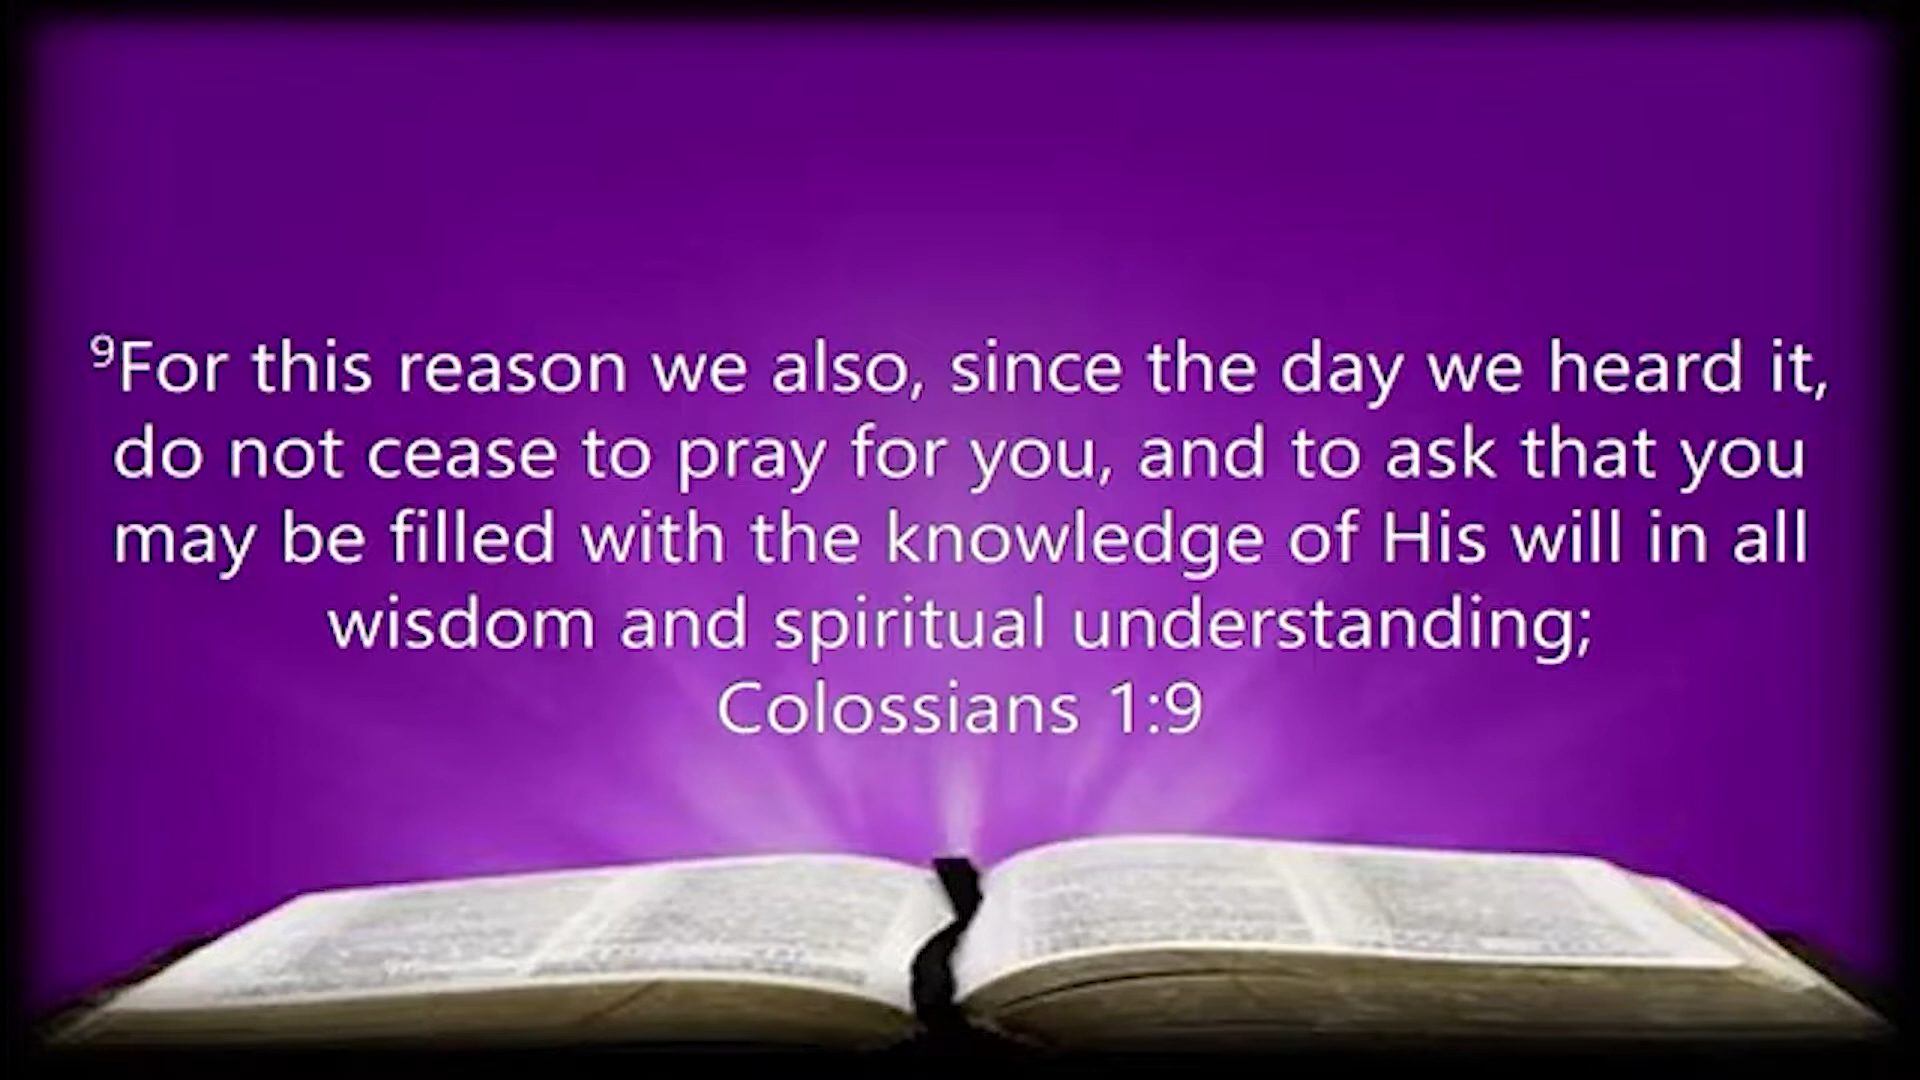 ⁹For this reason we also, since the day we heard it,
do not cease to pray for you, and to ask that you
may be filled with the knowledge of His will in all
wisdom and spiritual understanding;
Colossians 1:9